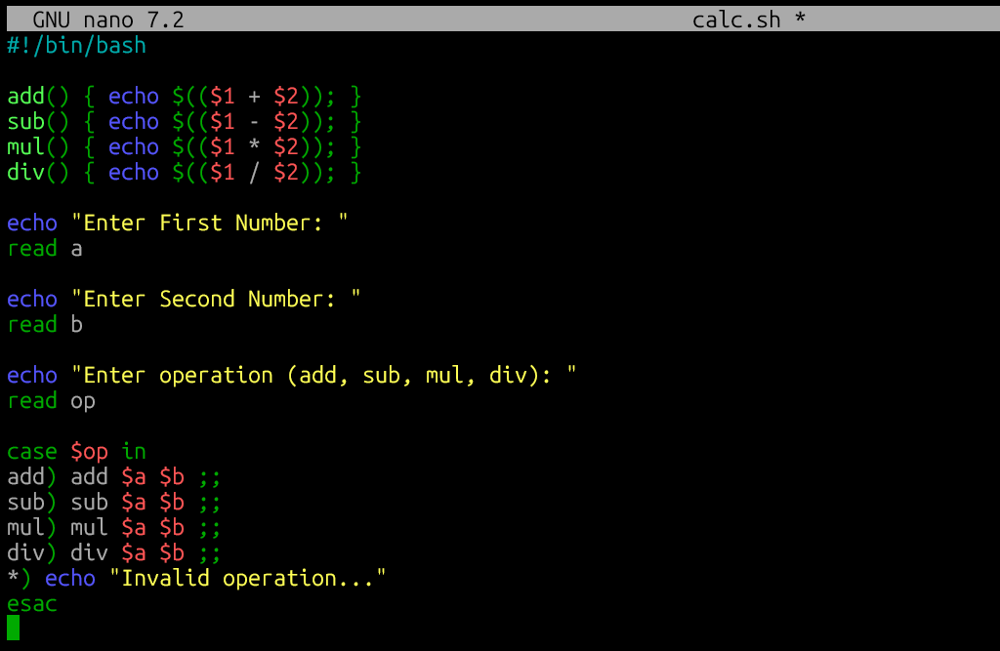 GNU nano 7.2 calc.sh *
#!/bin/bash
add() { echo $(($1 + $2)); }
sub() { echo $(($1 - $2)); }
mul() { echo $(($1 * $2)); }
div() { echo $(($1 / $2)); }
echo "Enter First Number: "
read a
echo "Enter Second Number: "
read b
echo "Enter operation (add, sub, mul, div): "
read op
case $op in
add) add $a $b ;;
sub) sub $a $b ;;
mul) mul $a $b ;;
div) div $a $b ;;
*) echo "Invalid operation..."
esac